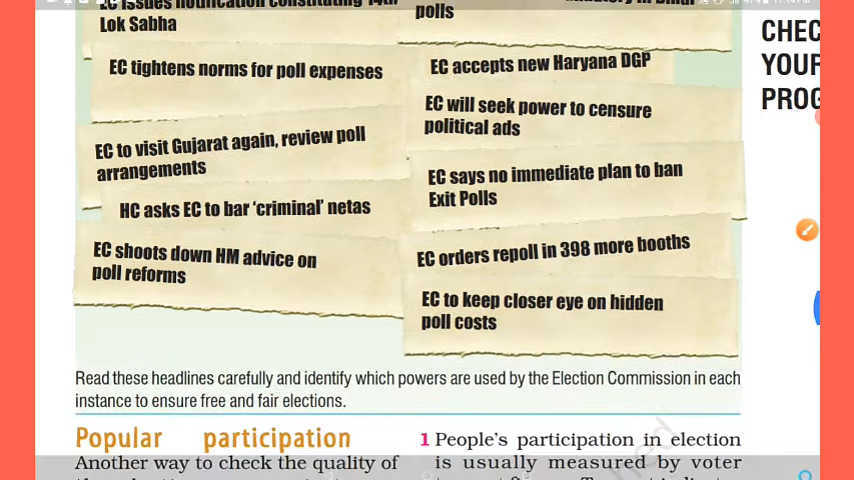 EC issues notification constituting 14th
Lok Sabha
EC tightens norms for poll expenses
EC to visit Gujarat again, review poll
arrangements
HC asks EC to bar ‘criminal’ netas
EC shoots down HM advice on
poll reforms
polls
EC accepts new Haryana DGP
EC will seek power to censure
political ads
EC says no immediate plan to ban
Exit Polls
EC orders repoll in 398 more booths
EC to keep closer eye on hidden
poll costs
CHEC
YOUR
PROG
Read these headlines carefully and identify which powers are used by the Election Commission in each
instance to ensure free and fair elections.
Popular participation
Another way to check the quality of
1 People’s participation in election
is usually measured by voter